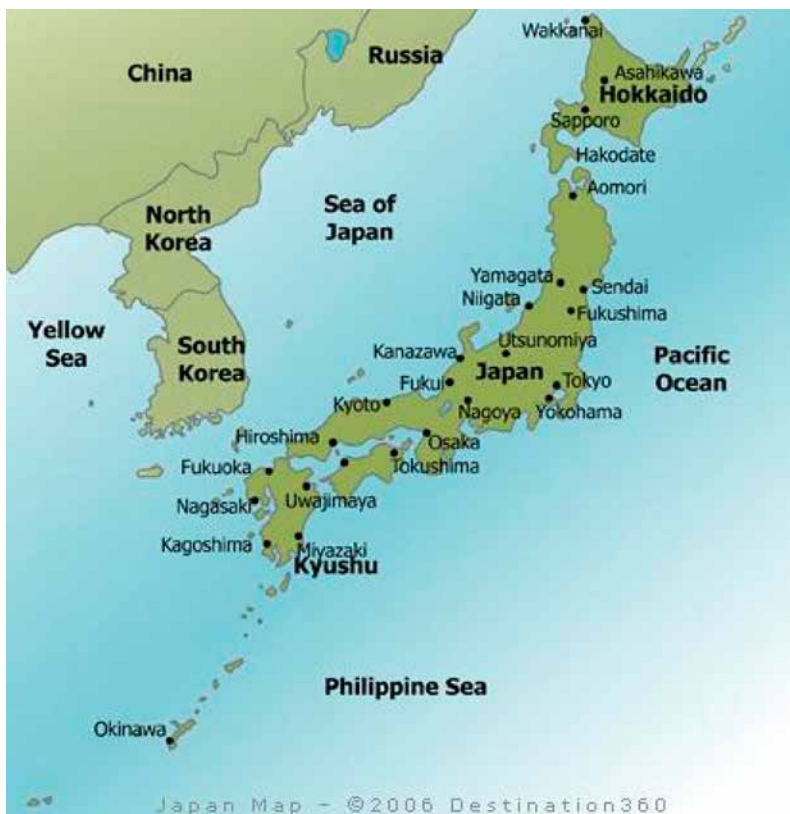 Wakkanai
China
Russia
Asahikawa
Hokkaido
Sapporo
Hakodate
Aomori
North
Korea
Sea of
Japan
Yamagata
Sendai
Niigata
Fukushima
Yellow
Sea
South
Korea
Utsunomiya
Kanazawa
Pacific
Ocean
Japan
Fukui
Tokyo
Kyoto
Nagoya
Yokohama
Hiroshima
Osaka
Fukuoka
Tokushima
Nagasaki
Uwajimaya
Kagoshima
Miyazaki
Kyushu
Philippine Sea
Okinawa
Japan Map - ©2006 Destination360